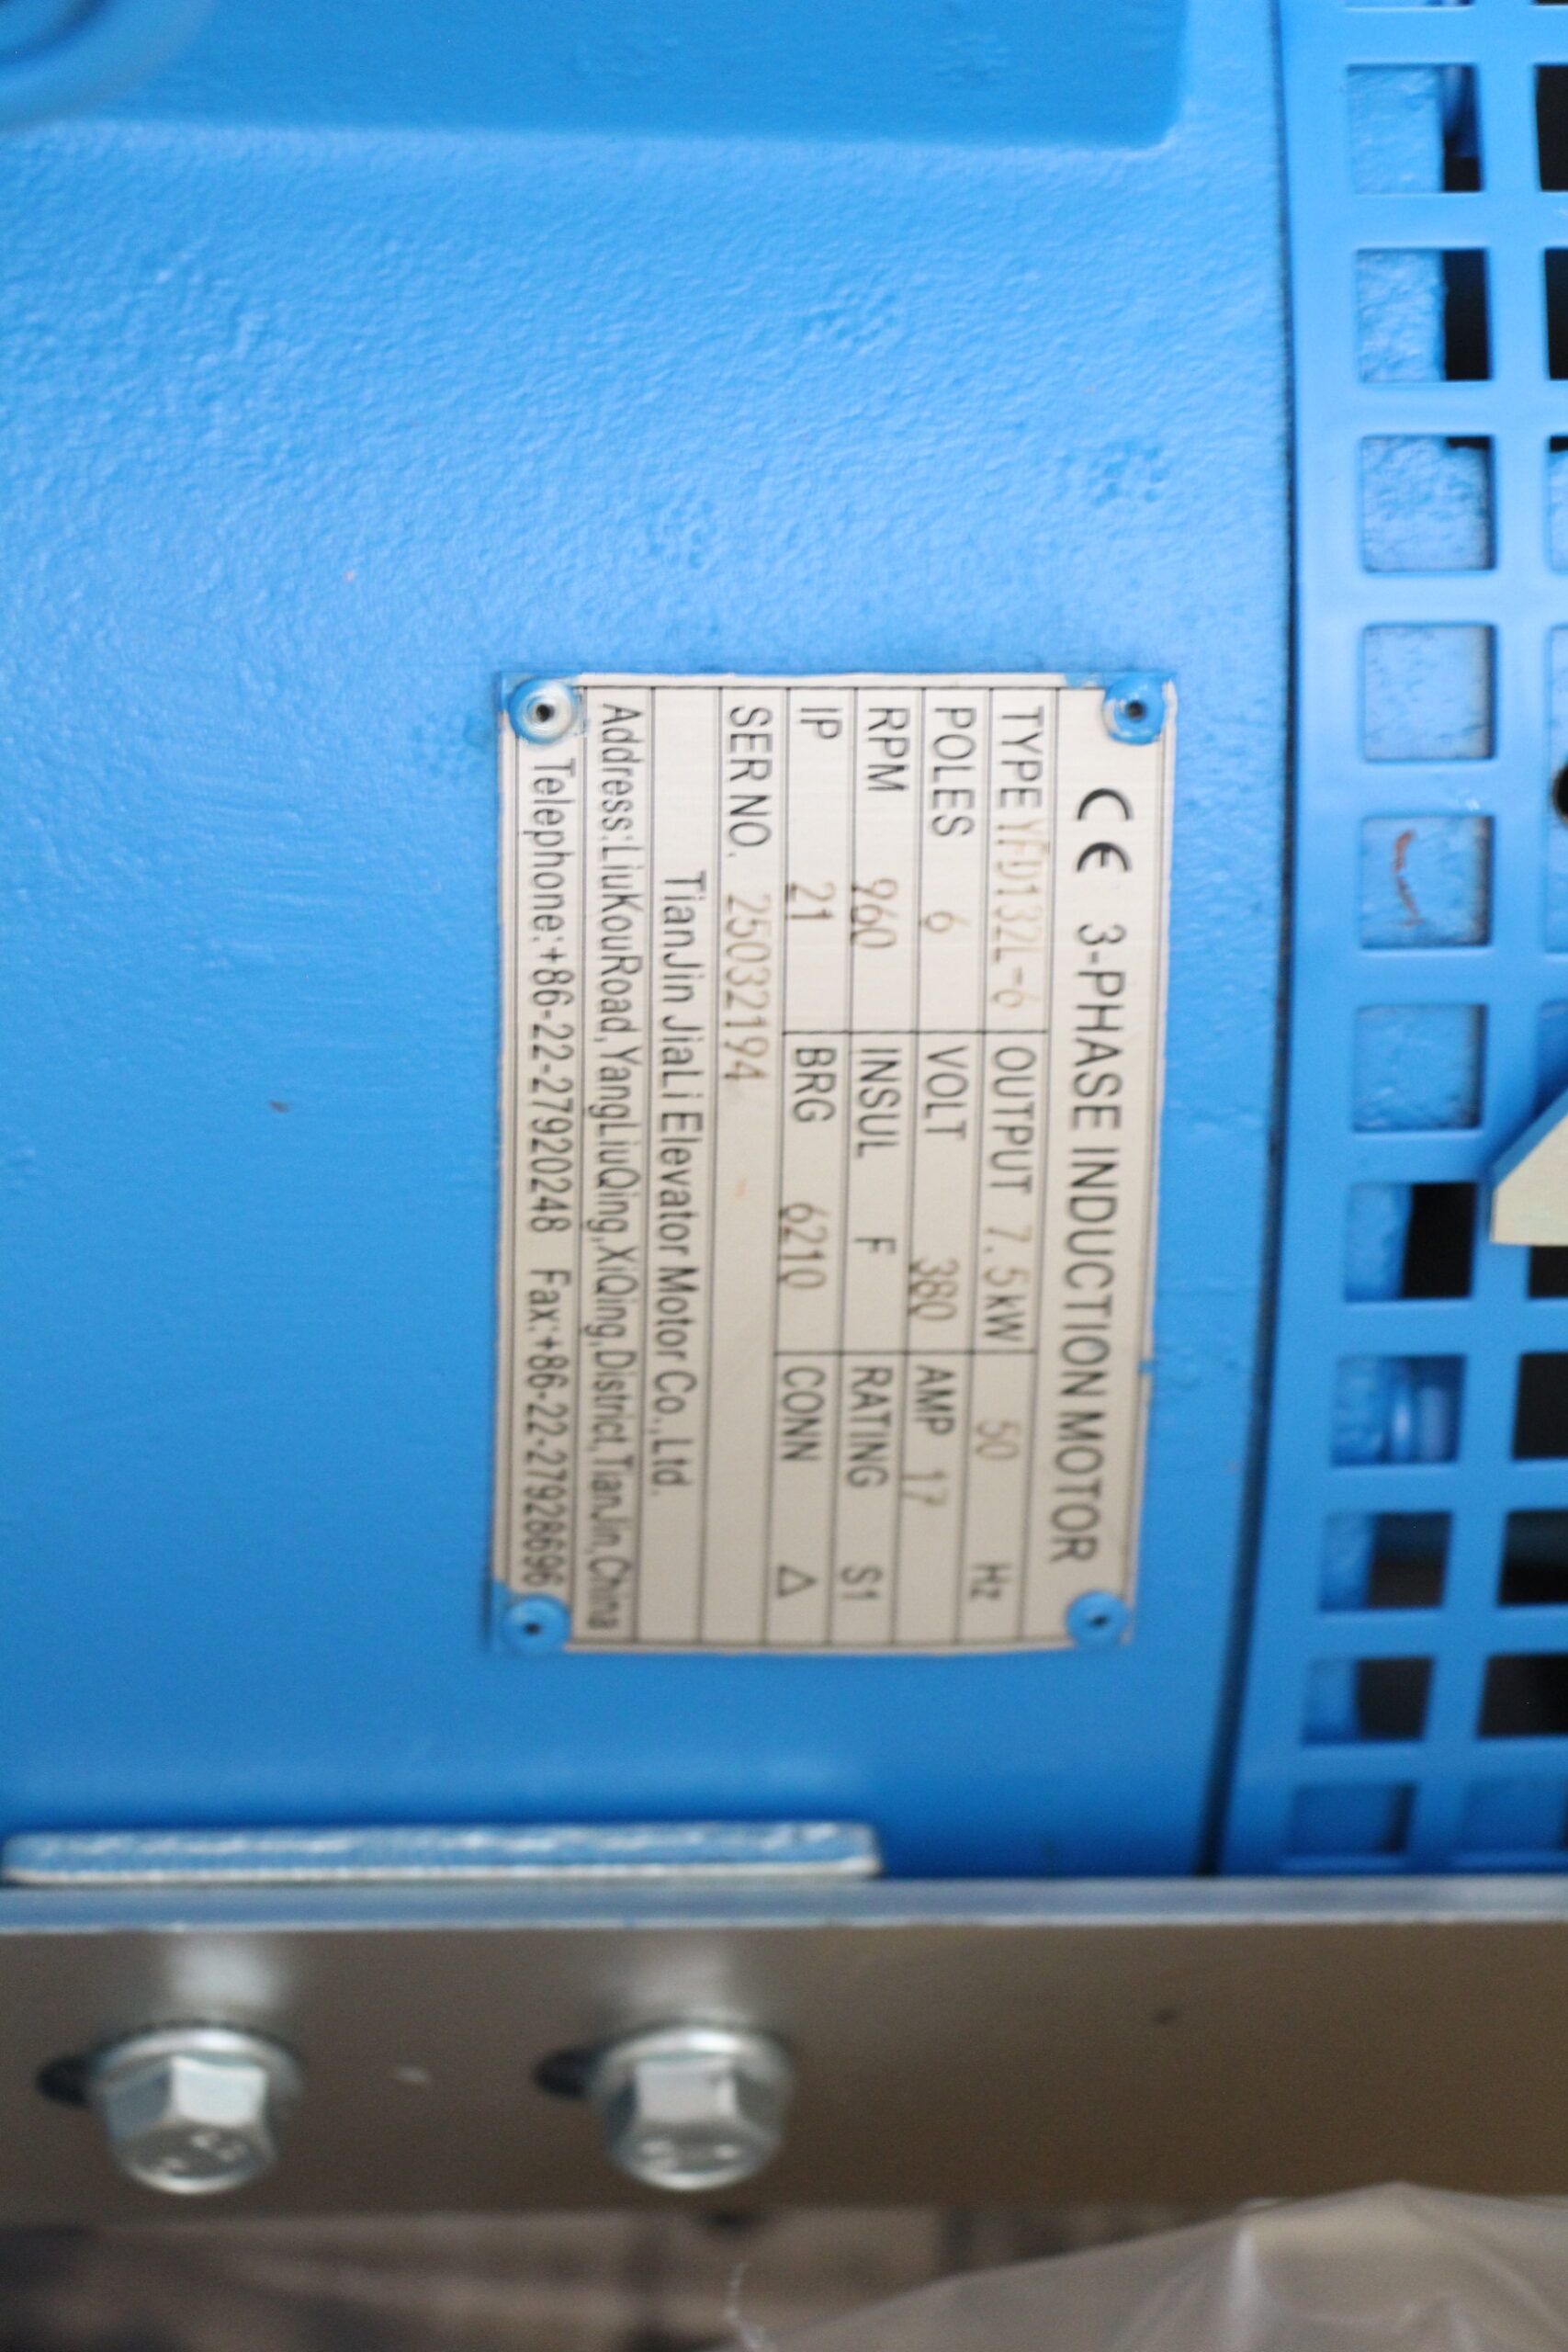 CE 3-PHASE INDUCTION MOTOR
TYPE YFD132L-6 OUTPUT 7.5 kW 50 Hz
POLES 6 VOLT 380 AMP 17
RPM 960 INSUL F RATING S1
IP 21 BRG 6210 CONN △
SER NO. 25032194
TianJin JiaLi Elevator Motor Co.,Ltd.
Address:LiuKouRoad,YangLiuQing,XiQing,District,TianJin,China
Telephone:+86-22-27920248 Fax:+86-22-27928696